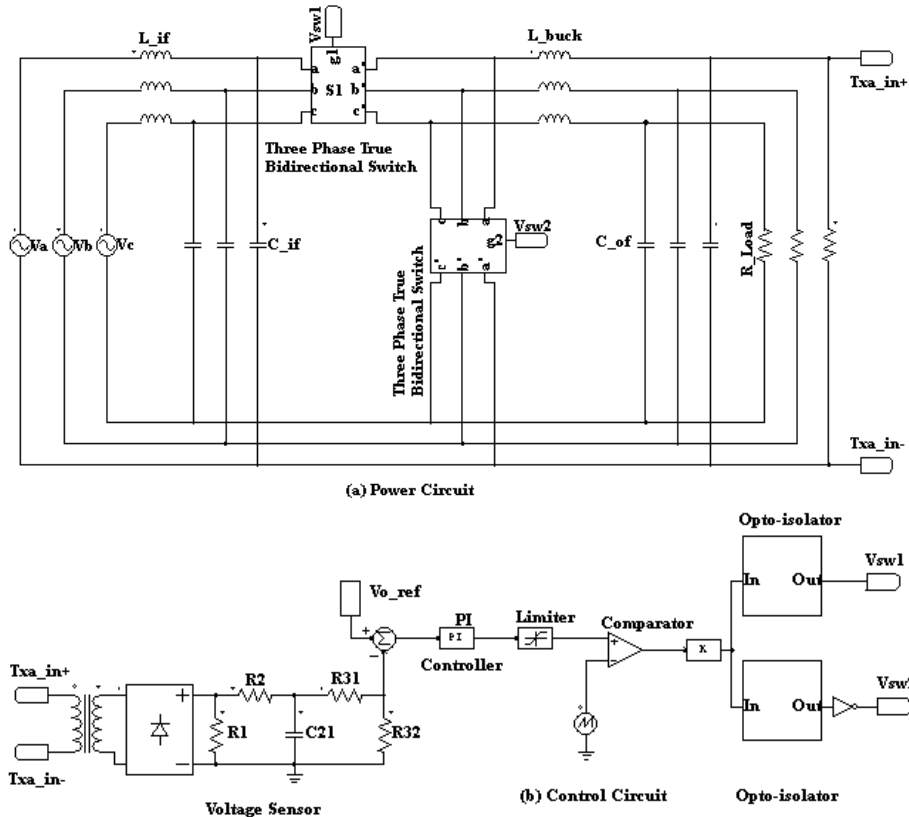 L_if
Vsw1
L_buck
g1
a
a'
b
S1
b'
c
c'
Txa_in+
Three Phase True
Bidirectional Switch
c
b
a
Vsw2
g2
c'
b'
a'
Va
Vb
Vc
C_if
C_of
R_Load
Three Phase True
Bidirectional Switch
Txa_in-
(a) Power Circuit
Opto-isolator
Vo_ref
In
Out
Vsw1
+
Σ
−
PI
PI
Controller
Limiter
Comparator
+
−
K
Txa_in+
R2
R31
+
R1
C21
R32
−
Txa_in-
In
Out
Vsw2
Voltage Sensor
(b) Control Circuit
Opto-isolator